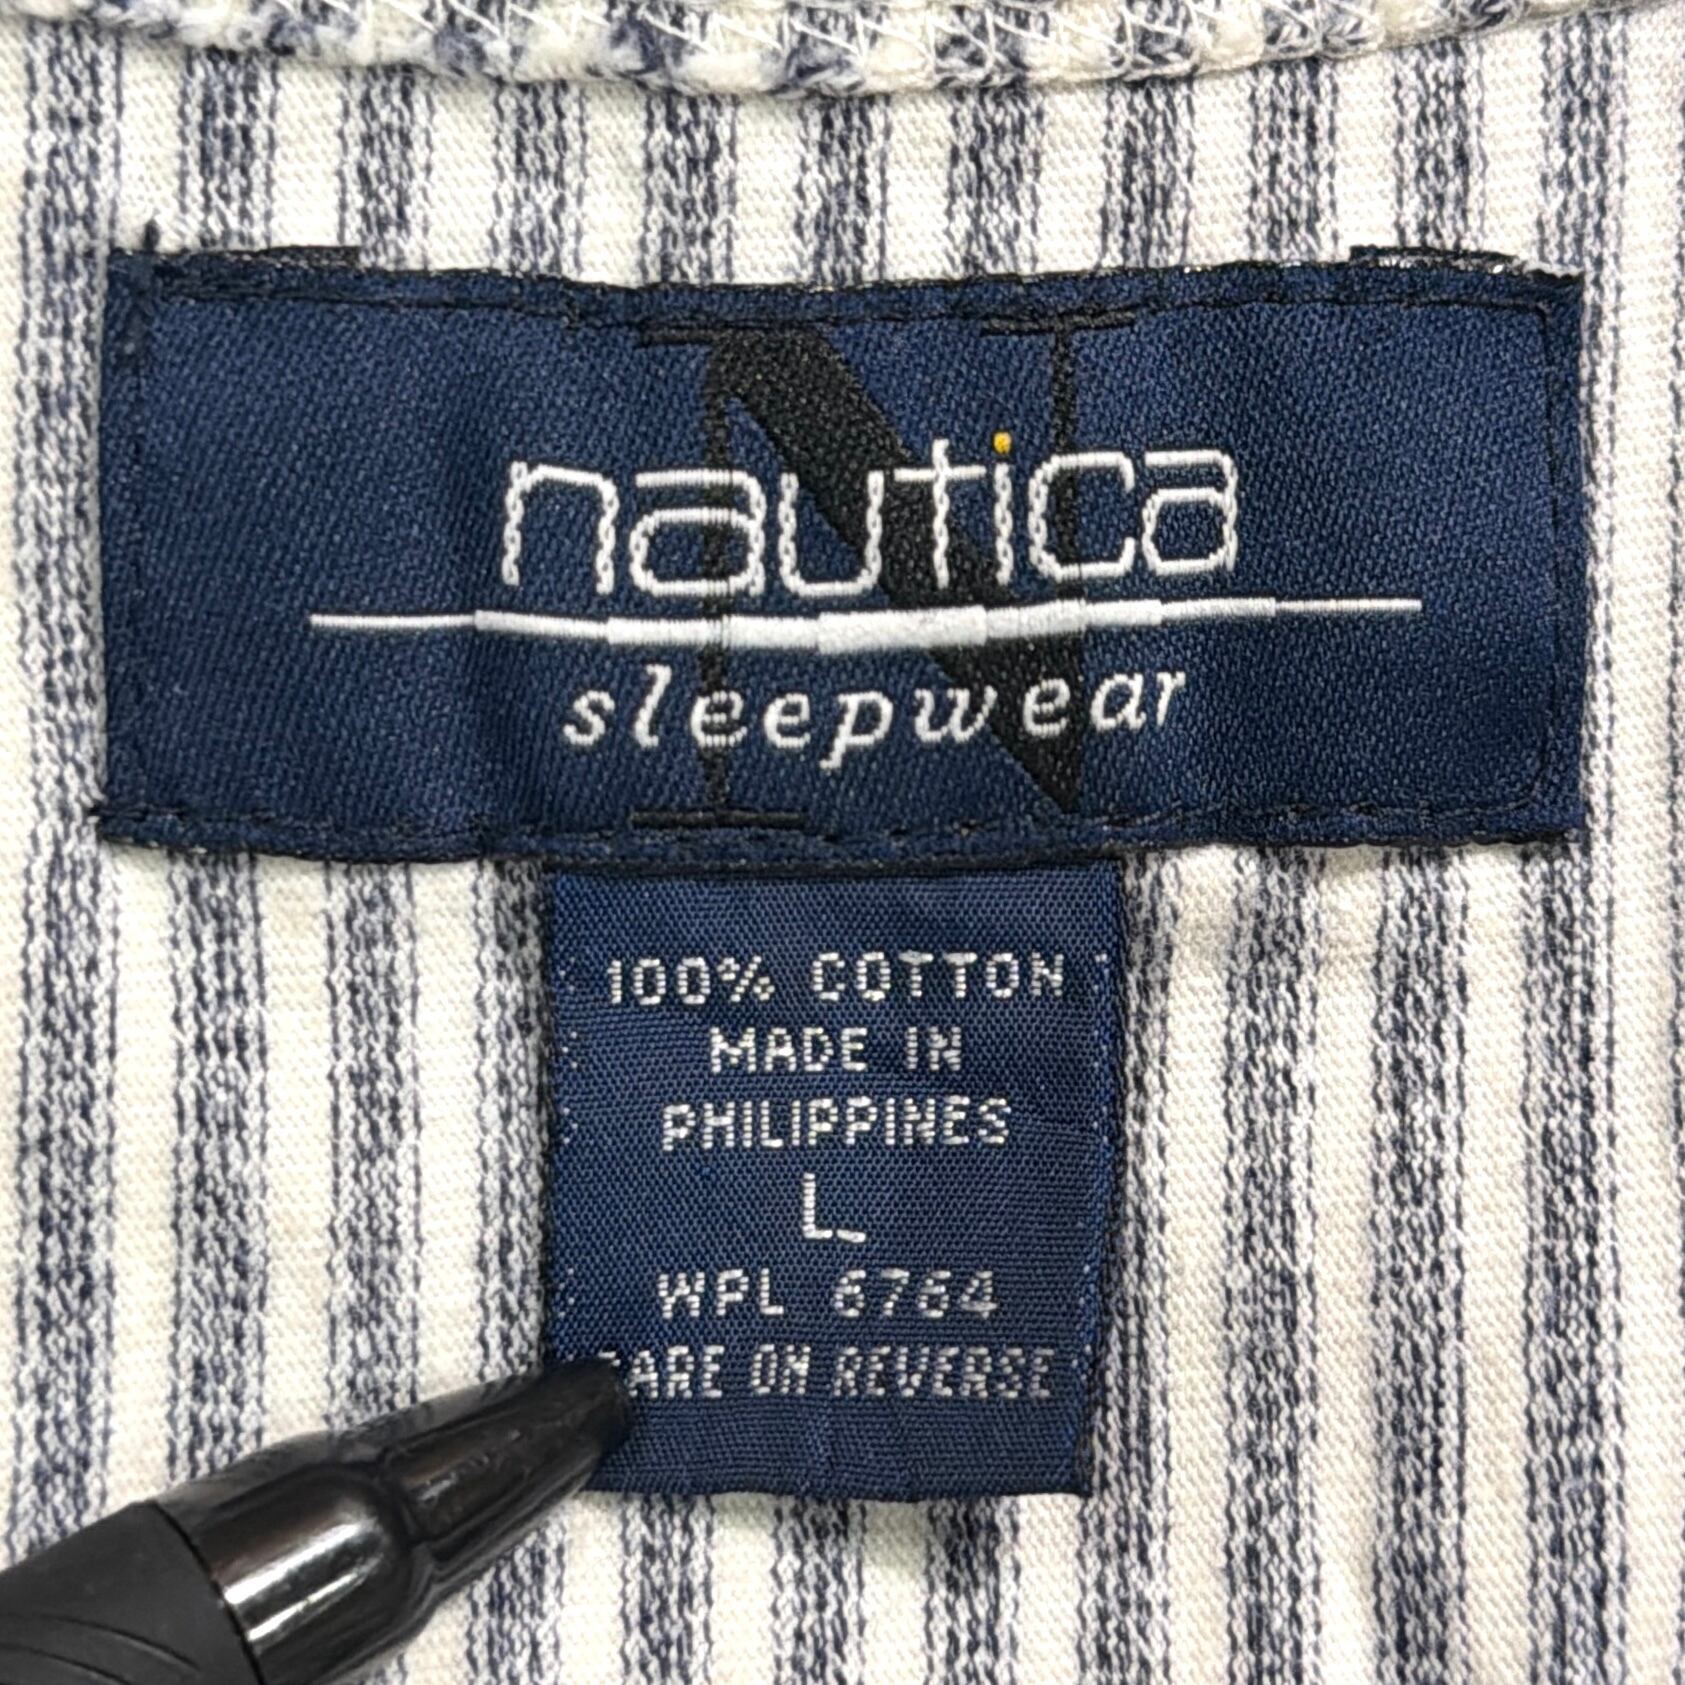 N
nautica
sleepwear
100% COTTON
MADE IN
PHILIPPINES
L
WPL 6764
CARE ON REVERSE